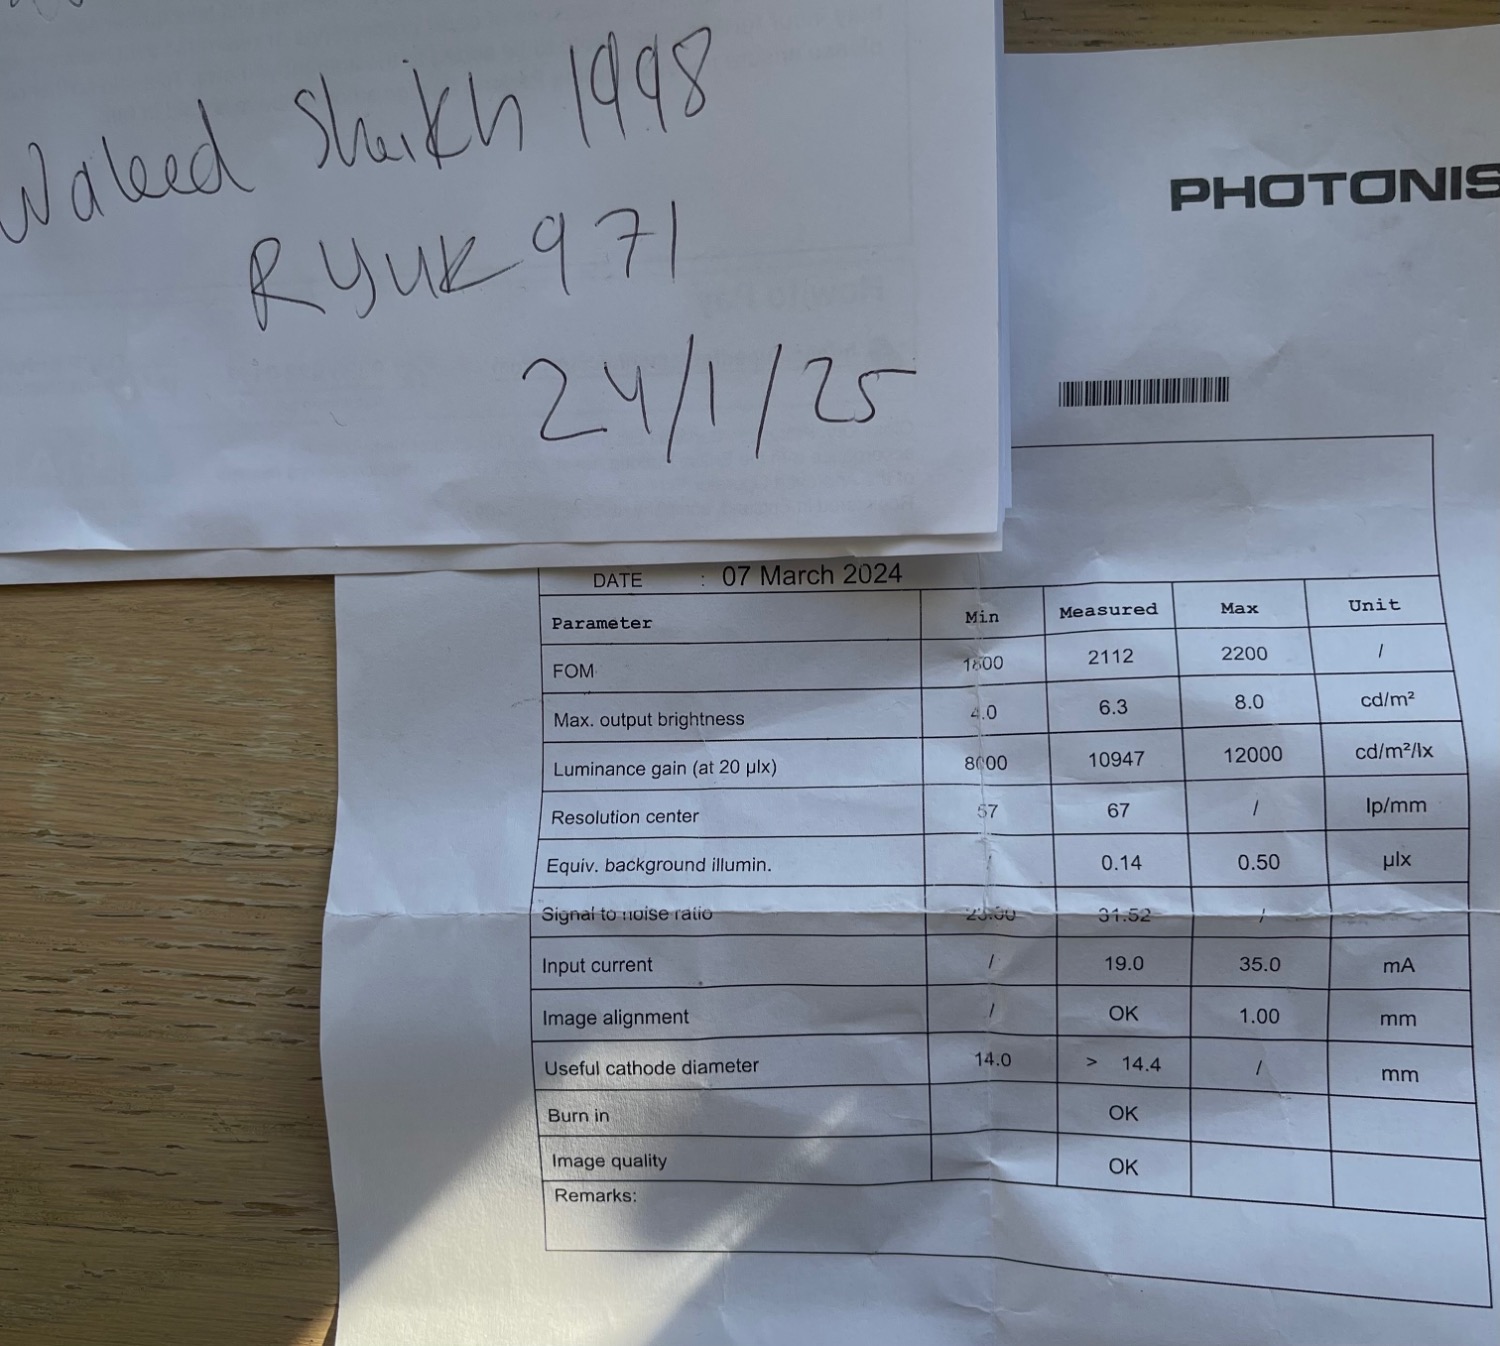 Waleed Sheikh 1998
RYUK971
24/1/25
PHOTONIS
DATE : 07 March 2024
Parameter Min Measured Max Unit
FOM 1800 2112 2200 /
Max. output brightness 4.0 6.3 8.0 cd/m²
Luminance gain (at 20 µlx) 8000 10947 12000 cd/m²/lx
Resolution center 57 67 / lp/mm
Equiv. background illumin. / 0.14 0.50 µlx
Signal to noise ratio 31.52 /
Input current / 19.0 35.0 mA
Image alignment / OK 1.00 mm
Useful cathode diameter 14.0 > 14.4 / mm
Burn in OK
Image quality OK
Remarks: